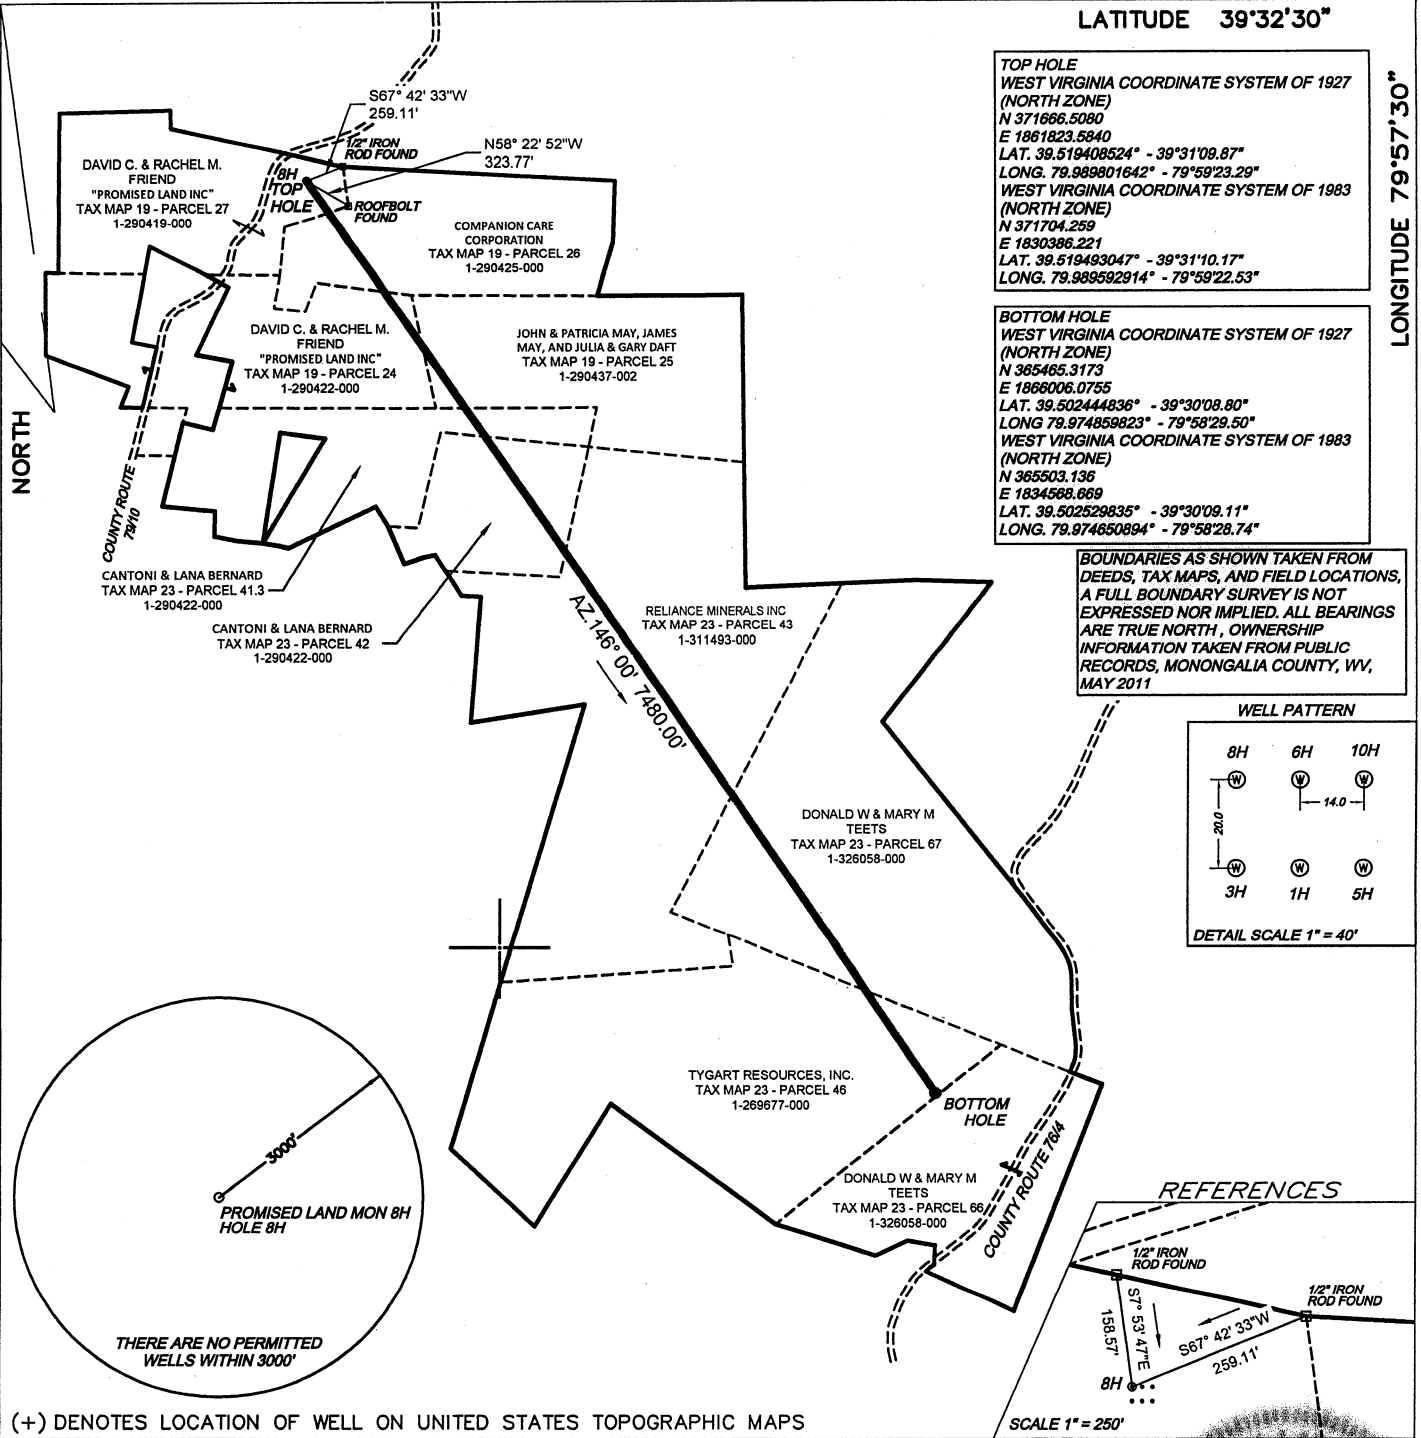 LATITUDE 39°32'30"
LONGITUDE 79°57'30"
TOP HOLE
WEST VIRGINIA COORDINATE SYSTEM OF 1927
(NORTH ZONE)
N 371666.5080
E 1861823.5840
LAT. 39.519408524° - 39°31'09.87"
LONG. 79.989801642° - 79°59'23.29"
WEST VIRGINIA COORDINATE SYSTEM OF 1983
(NORTH ZONE)
N 371704.259
E 1830386.221
LAT. 39.519493047° - 39°31'10.17"
LONG. 79.989592914° - 79°59'22.53"
BOTTOM HOLE
WEST VIRGINIA COORDINATE SYSTEM OF 1927
(NORTH ZONE)
N 365465.3173
E 1866006.0755
LAT. 39.502444836° - 39°30'08.80"
LONG 79.974859823° - 79°58'29.50"
WEST VIRGINIA COORDINATE SYSTEM OF 1983
(NORTH ZONE)
N 365503.136
E 1834568.669
LAT. 39.502529835° - 39°30'09.11"
LONG. 79.974650894° - 79°58'28.74"
BOUNDARIES AS SHOWN TAKEN FROM
DEEDS, TAX MAPS, AND FIELD LOCATIONS,
A FULL BOUNDARY SURVEY IS NOT
EXPRESSED NOR IMPLIED. ALL BEARINGS
ARE TRUE NORTH , OWNERSHIP
INFORMATION TAKEN FROM PUBLIC
RECORDS, MONONGALIA COUNTY, WV,
MAY 2011
S67° 42' 33"W
259.11'
1/2" IRON
ROD FOUND
N58° 22' 52"W
323.77'
8H
TOP
HOLE
ROOFBOLT
FOUND
DAVID C. & RACHEL M.
FRIEND
"PROMISED LAND INC"
TAX MAP 19 - PARCEL 27
1-290419-000
COMPANION CARE
CORPORATION
TAX MAP 19 - PARCEL 26
1-290425-000
DAVID C. & RACHEL M.
FRIEND
"PROMISED LAND INC"
TAX MAP 19 - PARCEL 24
1-290422-000
JOHN & PATRICIA MAY, JAMES
MAY, AND JULIA & GARY DAFT
TAX MAP 19 - PARCEL 25
1-290437-002
NORTH
COUNTY ROUTE
79/10
CANTONI & LANA BERNARD
TAX MAP 23 - PARCEL 41.3
1-290422-000
CANTONI & LANA BERNARD
TAX MAP 23 - PARCEL 42
1-290422-000
RELIANCE MINERALS INC
TAX MAP 23 - PARCEL 43
1-311493-000
AZ. 146° 00' 7480.00'
DONALD W & MARY M
TEETS
TAX MAP 23 - PARCEL 67
1-326058-000
WELL PATTERN
8H 6H 10H
W W W
14.0
20.0
W W W
3H 1H 5H
DETAIL SCALE 1" = 40'
TYGART RESOURCES, INC.
TAX MAP 23 - PARCEL 46
1-269677-000
BOTTOM
HOLE
DONALD W & MARY M
TEETS
TAX MAP 23 - PARCEL 66
1-326058-000
COUNTY ROUTE 76/4
3000'
PROMISED LAND MON 8H
HOLE 8H
THERE ARE NO PERMITTED
WELLS WITHIN 3000'
REFERENCES
1/2" IRON
ROD FOUND
1/2" IRON
ROD FOUND
S7° 53' 47"E
158.57'
S67° 42' 33"W
259.11'
8H
SCALE 1" = 250'
(+) DENOTES LOCATION OF WELL ON UNITED STATES TOPOGRAPHIC MAPS